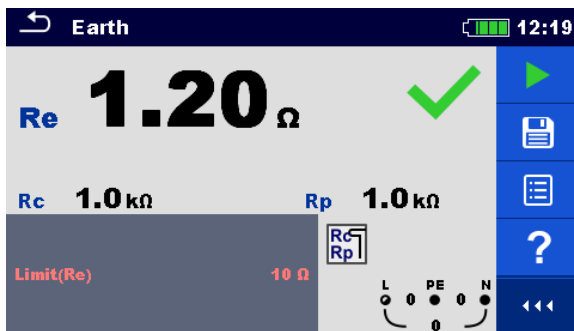 Earth 12:19
Re 1.20 Ω
Rc 1.0 kΩ Rp 1.0 kΩ
Rc
Rp
Limit(Re) 10 Ω
L PE N
0 0
0
?